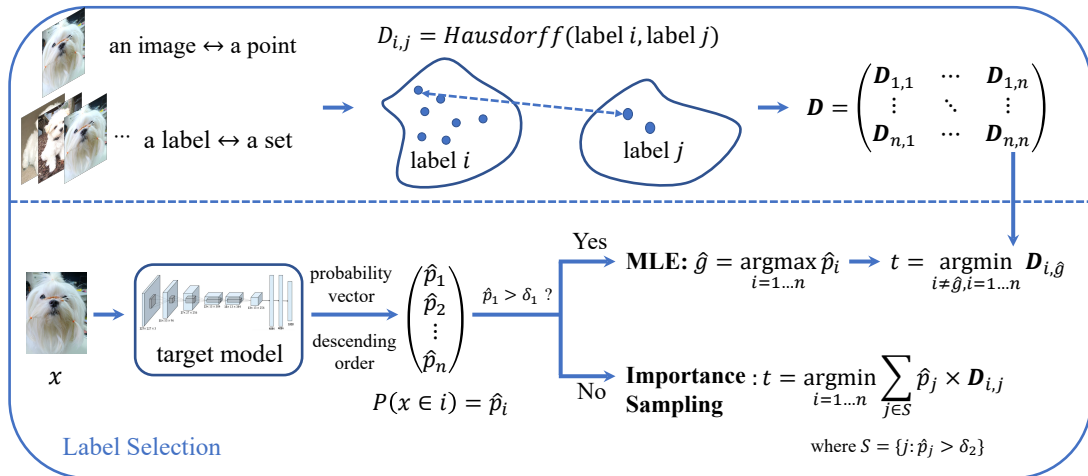 an image ↔ a point
... a label ↔ a set
D_{i,j} = Hausdorff(label i, label j)
label i
label j
D = (D_{1,1} ⋯ D_{1,n}
⋮ ⋱ ⋮
D_{n,1} ⋯ D_{n,n})
x
target model
probability
vector
descending
order
(p̂_1
p̂_2
⋮
p̂_n)
P(x ∈ i) = p̂_i
p̂_1 > δ_1 ?
Yes
MLE: ĝ = argmax_{i=1…n} p̂_i
t = argmin_{i≠ĝ,i=1…n} D_{i,ĝ}
No
Importance : t = argmin_{i=1…n} ∑_{j∈S} p̂_j × D_{i,j}
Sampling
where S = {j: p̂_j > δ_2}
Label Selection